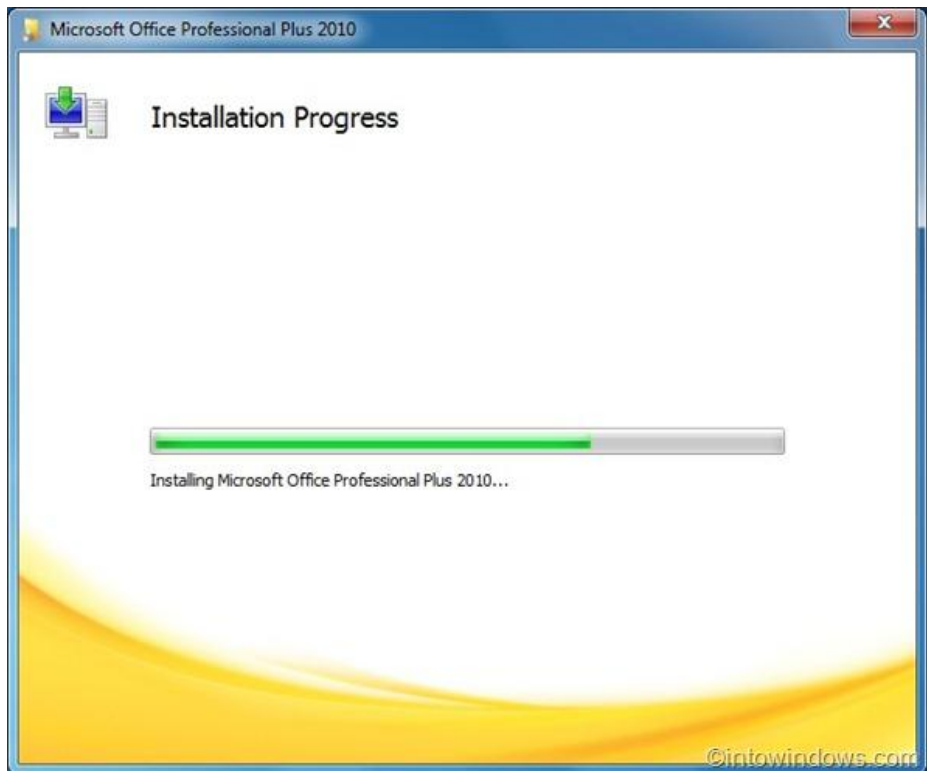 Microsoft Office Professional Plus 2010
Installation Progress
Installing Microsoft Office Professional Plus 2010...
©intowindows.com